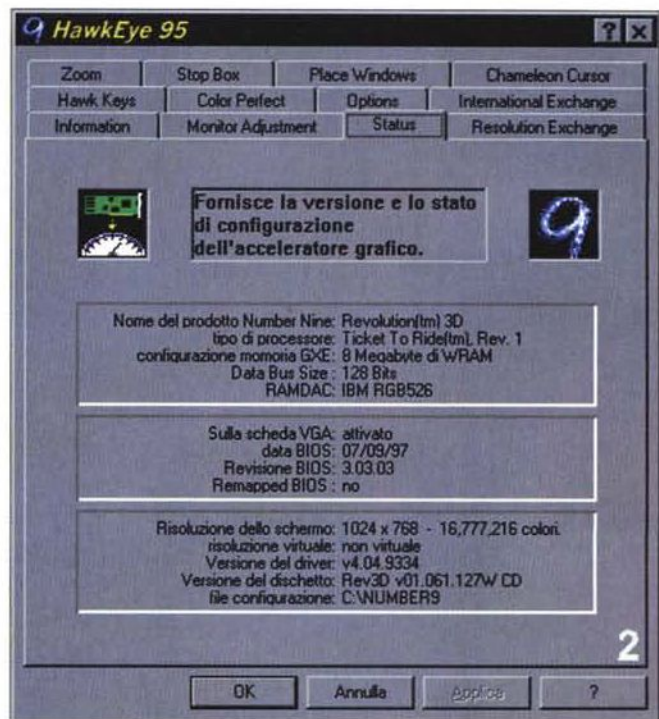 HawkEye 95
Zoom Stop Box Place Windows Chameleon Cursor
Hawk Keys Color Perfect Options International Exchange
Information Monitor Adjustment Status Resolution Exchange
Fornisce la versione e lo stato
di configurazione
dell'acceleratore grafico.
Nome del prodotto Number Nine: Revolution(tm) 3D
tipo di processore: Ticket To Ride(tm), Rev. 1
configurazione momoria GXE: 8 Megabyte di WRAM
Data Bus Size : 128 Bits
RAMDAC: IBM RGB526
Sulla scheda VGA: attivato
data BIOS: 07/09/97
Revisione BIOS: 3.03.03
Remapped BIOS : no
Risoluzione dello schermo: 1024 x 768 - 16,777,216 colori.
risoluzione virtuale: non virtuale
Versione del driver: v4.04.9334
Versione del dischetto: Rev3D v01.061.127W CD
file configurazione: C:\NUMBER9
2
OK Annulla Applica ?